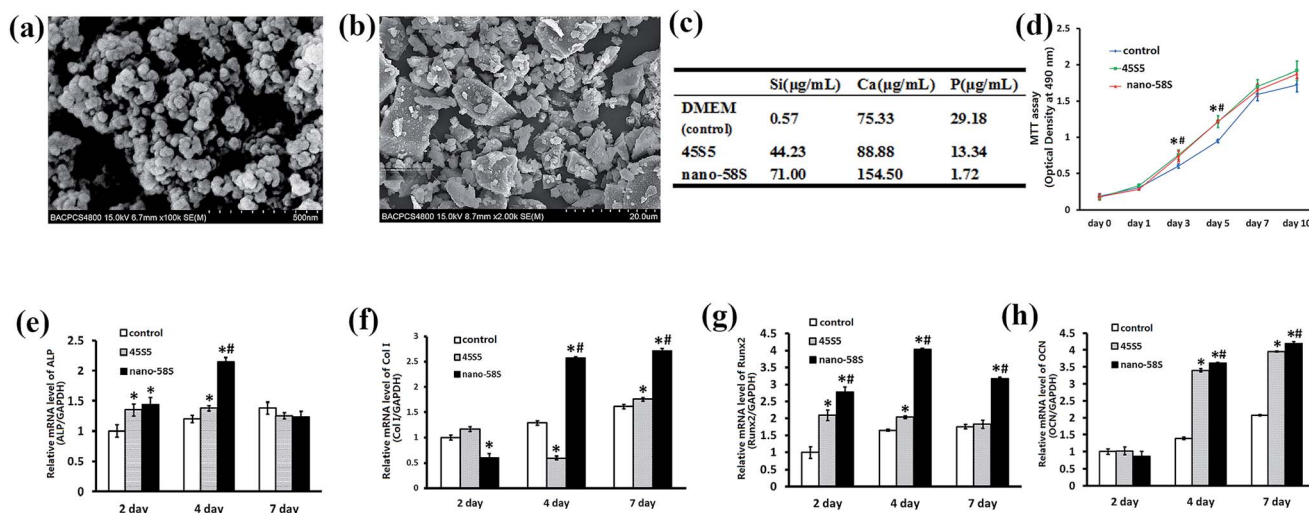 (a)
BACPCS4800 15.0kV 6.7mm x100k SE(M)
500nm
(b)
BACPCS4800 15.0kV 8.7mm x2.00k SE(M)
20.0um
(c)
Si(μg/mL) Ca(μg/mL) P(μg/mL)
DMEM
(control) 0.57 75.33 29.18
45S5 44.23 88.88 13.34
nano-58S 71.00 154.50 1.72
(d)
MTT assay
(Optical Density at 490 nm)
2.5
2
1.5
1
0.5
0
control
45S5
nano-58S
*#
*#
day 0 day 1 day 3 day 5 day 7 day 10
(e)
Relative mRNA level of ALP
(ALP/GAPDH)
2.5
2
1.5
1
0.5
0
control
45S5
nano-58S
* * * *#
2 day 4 day 7 day
(f)
Relative mRNA level of Col I
(Col I/GAPDH)
3
2.5
2
1.5
1
0.5
0
control
45S5
nano-58S
* * *# * *#
2 day 4 day 7 day
(g)
Relative mRNA level of Runx2
(Runx2/GAPDH)
4.5
4
3.5
3
2.5
2
1.5
1
0.5
0
control
45S5
nano-58S
* *# * *# *#
2 day 4 day 7 day
(h)
Relative mRNA level of OCN
(OCN/GAPDH)
4.5
4
3.5
3
2.5
2
1.5
1
0.5
0
control
45S5
nano-58S
* *# * *#
2 day 4 day 7 day